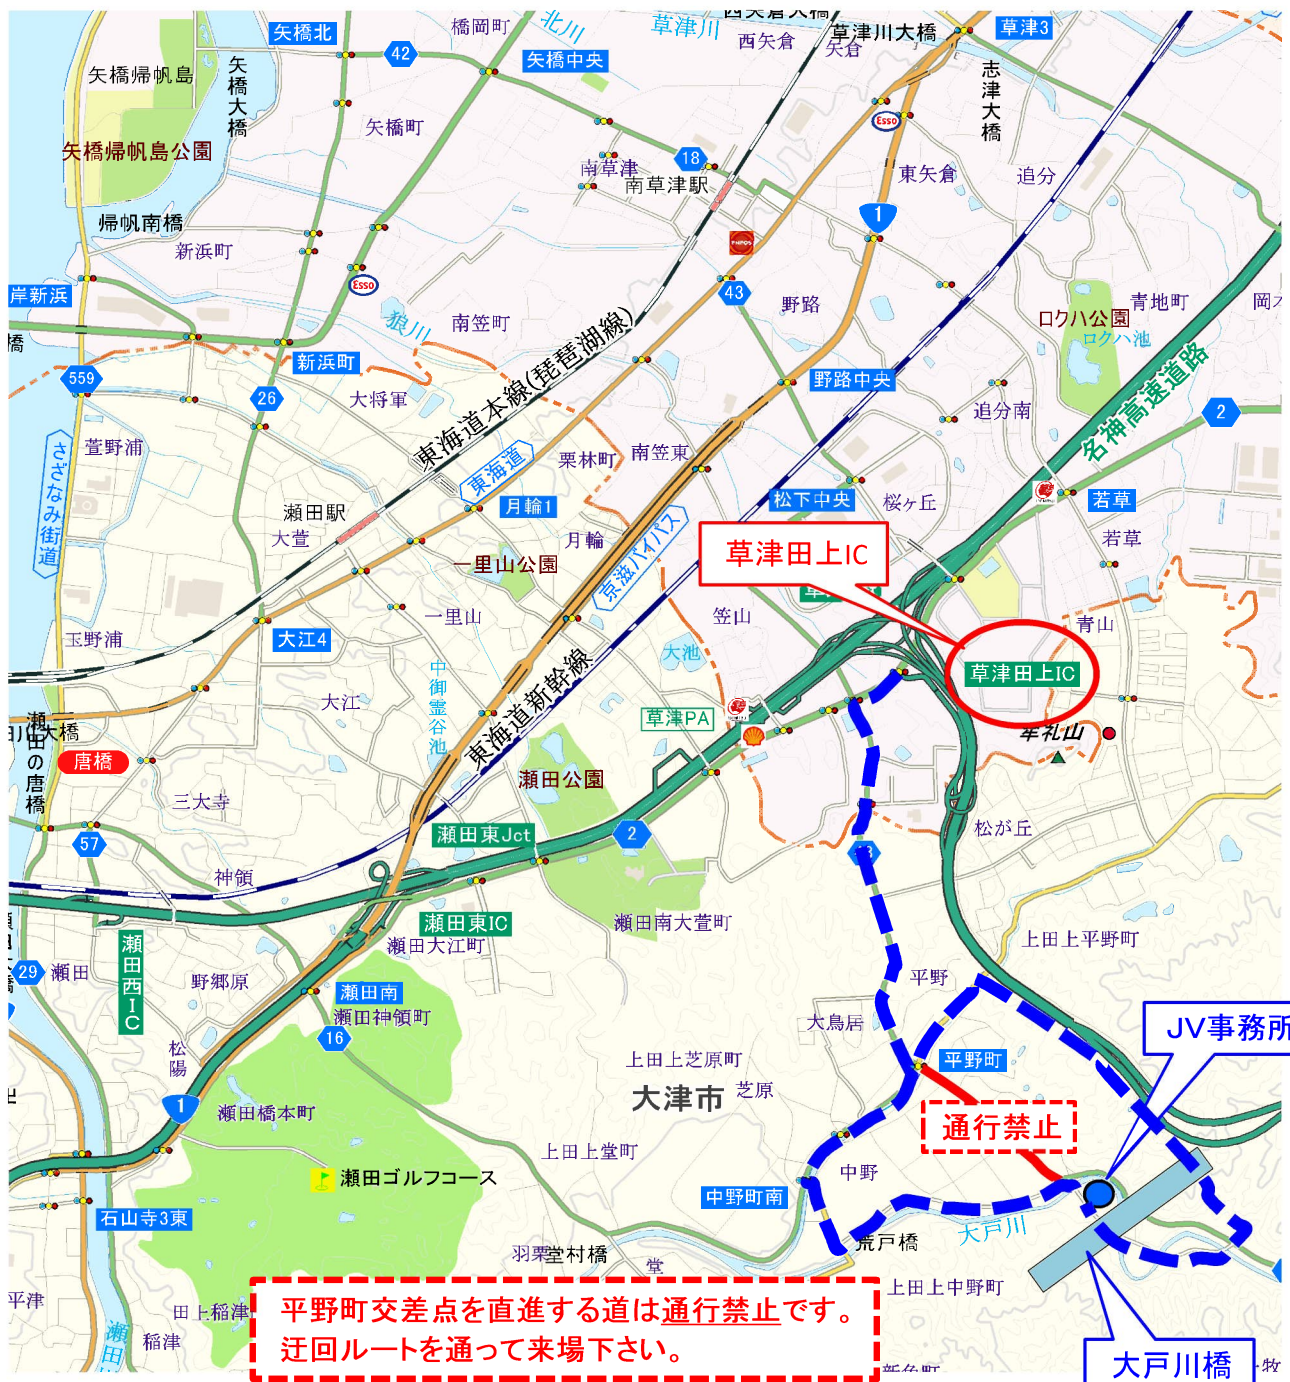 矢橋北
橋岡町
北川
草津川
西矢倉
矢倉
草津川大橋
草津3
42
矢橋中央
矢橋帰帆島
矢橋大橋
志津大橋
矢橋町
Esso
矢橋帰帆島公園
18
南草津
南草津駅
東矢倉
追分
帰帆南橋
1
新浜町
ENEOS
岸新浜
Esso
43
狼川
南笠町
野路
青地町
ロクハ公園
ロクハ池
橋
新浜町
559
26
大将軍
東海道本線(琵琶湖線)
野路中央
名神高速道路
追分南
2
萱野浦
さざなみ街道
栗林町
南笠東
東海道
月輪1
松下中央
桜ヶ丘
若草
瀬田駅
大萱
月輪
京滋バイパス
若草
草津田上IC
一里山公園
一里山
笠山
青山
玉野浦
大江4
中御霊谷池
大池
東海道新幹線
草津田上IC
大江
草津PA
牟礼山
瀬田の唐橋
唐橋
瀬田公園
三大寺
57
瀬田東Jct
2
松が丘
神領
瀬田東IC
瀬田南大萱町
瀬田西IC
瀬田大江町
上田上平野町
29
瀬田
野郷原
平野
瀬田南
瀬田神領町
大鳥居
JV事務所
16
松陽
上田上芝原町
平野町
大津市
芝原
1
瀬田橋本町
通行禁止
上田上堂町
中野
瀬田ゴルフコース
中野町南
石山寺3東
大戸川
羽栗
堂村橋
堂
荒戸橋
上田上中野町
平津
田上稲津
稲津
平野町交差点を直進する道は通行禁止です。
迂回ルートを通って来場下さい。
大戸川橋
牧